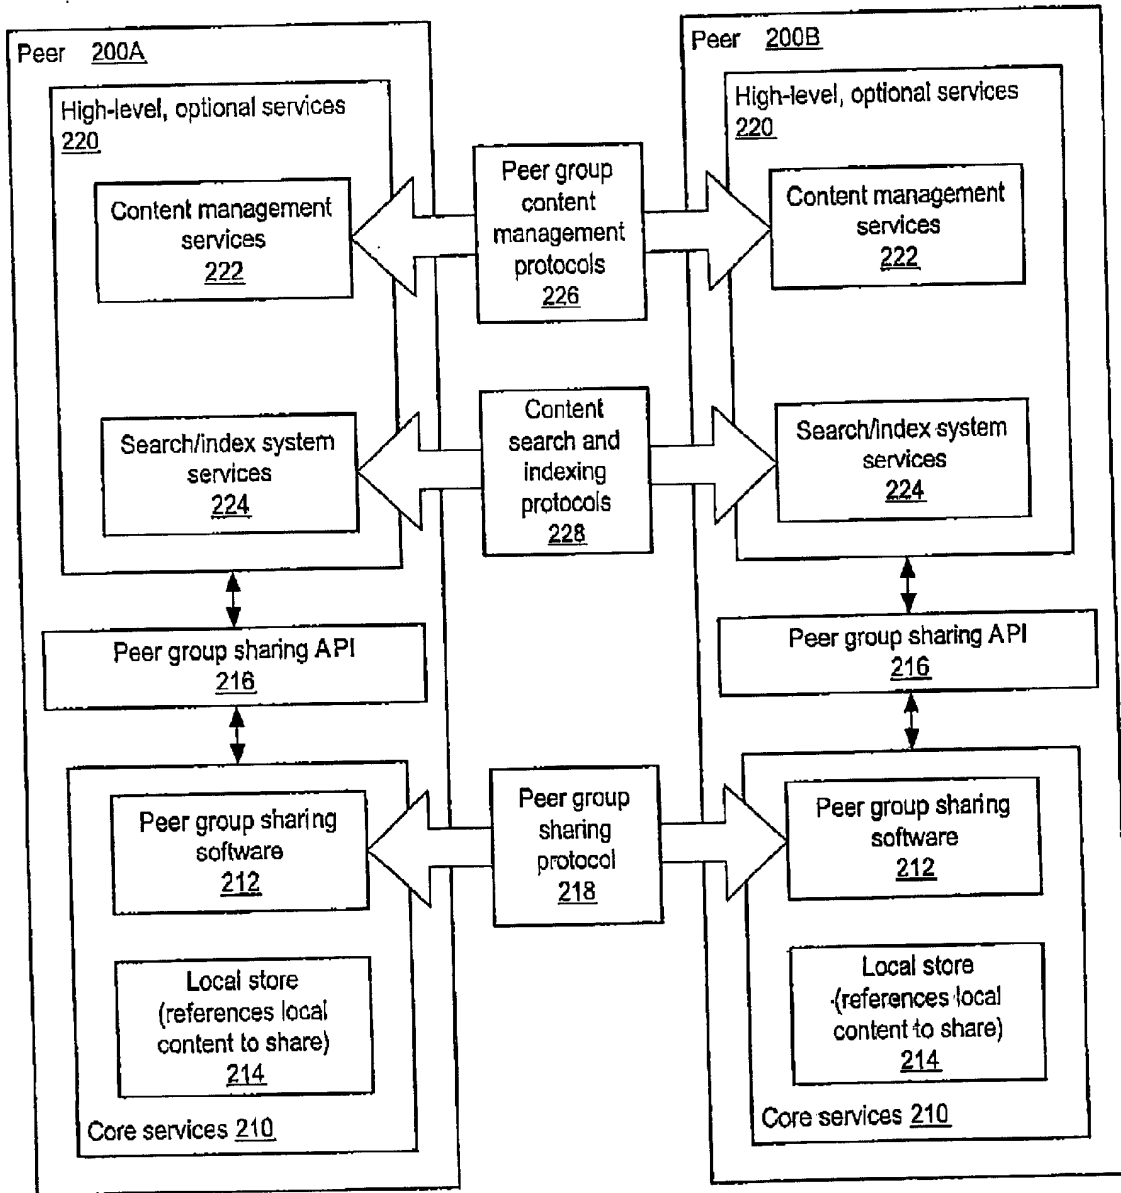 Peer 200A
High-level, optional services
220
Content management
services
222
Search/index system
services
224
Peer group sharing API
216
Peer group sharing
software
212
Local store
(references local
content to share)
214
Core services 210
Peer group
content
management
protocols
226
Content
search and
indexing
protocols
228
Peer group
sharing
protocol
218
Peer 200B
High-level, optional services
220
Content management
services
222
Search/index system
services
224
Peer group sharing API
216
Peer group sharing
software
212
Local store
(references local
content to share)
214
Core services 210